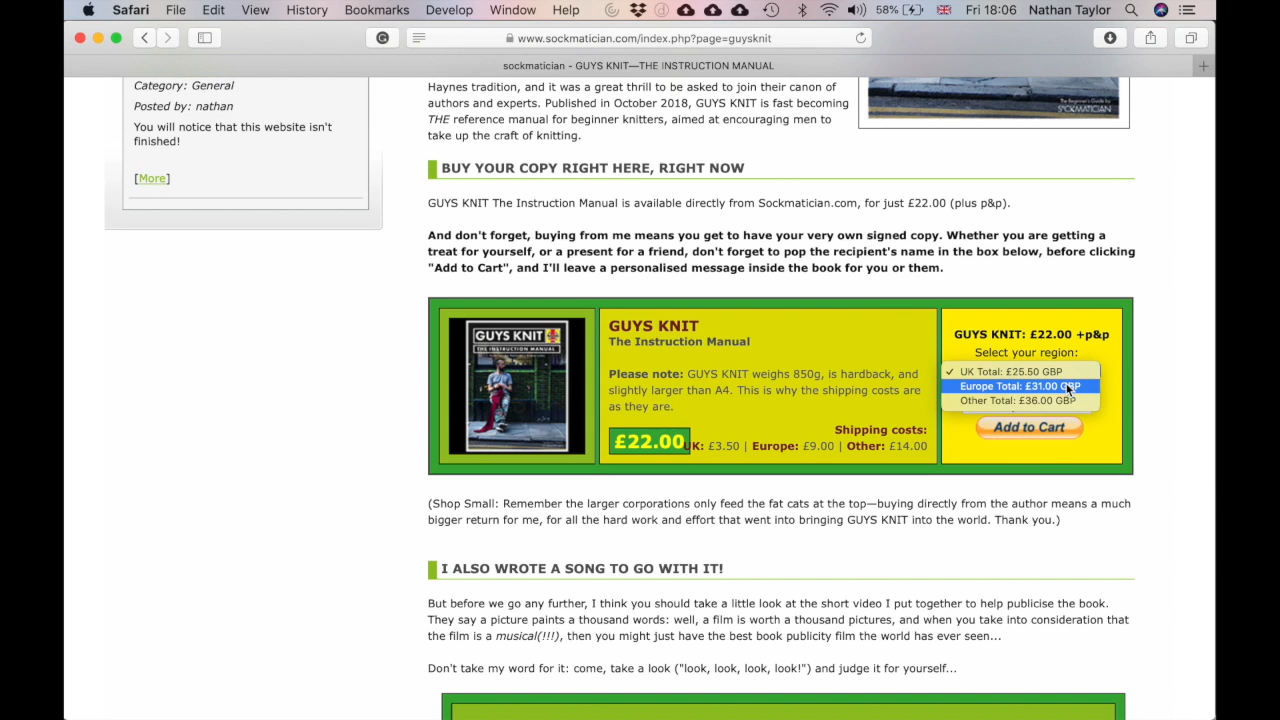 Safari File Edit View History Bookmarks Develop Window Help 58% Fri 18:06 Nathan Taylor
www.sockmatician.com/index.php?page=guysknit
sockmatician - GUYS KNIT—THE INSTRUCTION MANUAL
Category: General
Posted by: nathan
You will notice that this website isn't
finished!
[More]
Haynes tradition, and it was a great thrill to be asked to join their canon of
authors and experts. Published in October 2018, GUYS KNIT is fast becoming
THE reference manual for beginner knitters, aimed at encouraging men to
take up the craft of knitting.
The Beginner's Guide by
SOCKMATICIAN
BUY YOUR COPY RIGHT HERE, RIGHT NOW
GUYS KNIT The Instruction Manual is available directly from Sockmatician.com, for just £22.00 (plus p&p).
And don't forget, buying from me means you get to have your very own signed copy. Whether you are getting a
treat for yourself, or a present for a friend, don't forget to pop the recipient's name in the box below, before clicking
"Add to Cart", and I'll leave a personalised message inside the book for you or them.
GUYS KNIT
THE INSTRUCTION MANUAL
GUYS KNIT
The Instruction Manual
Please note: GUYS KNIT weighs 850g, is hardback, and
slightly larger than A4. This is why the shipping costs are
as they are.
£22.00
Shipping costs:
UK: £3.50 | Europe: £9.00 | Other: £14.00
GUYS KNIT: £22.00 +p&p
Select your region:
✓ UK Total: £25.50 GBP
Europe Total: £31.00 GBP
Other Total: £36.00 GBP
Add to Cart
(Shop Small: Remember the larger corporations only feed the fat cats at the top—buying directly from the author means a much
bigger return for me, for all the hard work and effort that went into bringing GUYS KNIT into the world. Thank you.)
I ALSO WROTE A SONG TO GO WITH IT!
But before we go any further, I think you should take a little look at the short video I put together to help publicise the book.
They say a picture paints a thousand words: well, a film is worth a thousand pictures, and when you take into consideration that
the film is a musical(!!!), then you might just have the best book publicity film the world has ever seen...
Don't take my word for it: come, take a look ("look, look, look, look!") and judge it for yourself...